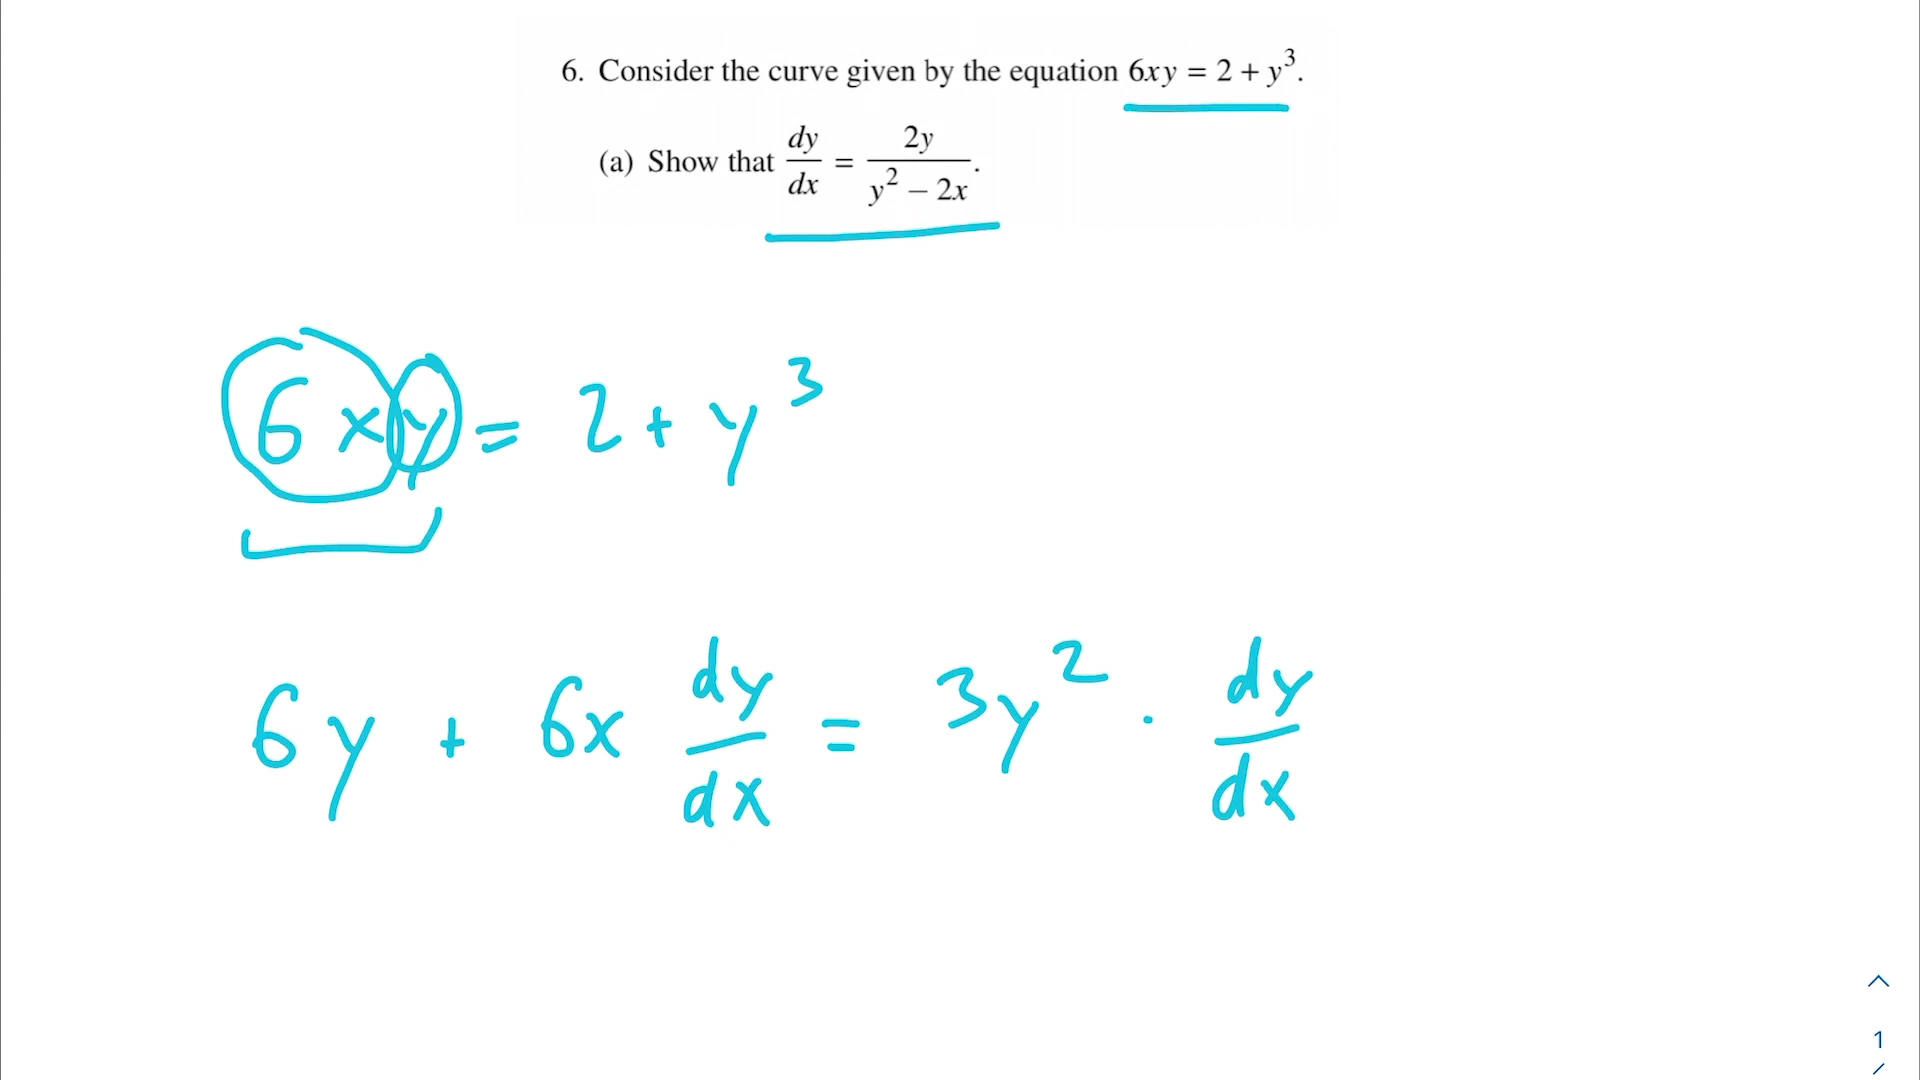 6. Consider the curve given by the equation 6xy = 2 + y³.
(a) Show that dy/dx = 2y/(y² − 2x).
6xy = 2 + y³
6y + 6x dy/dx = 3y² · dy/dx
1